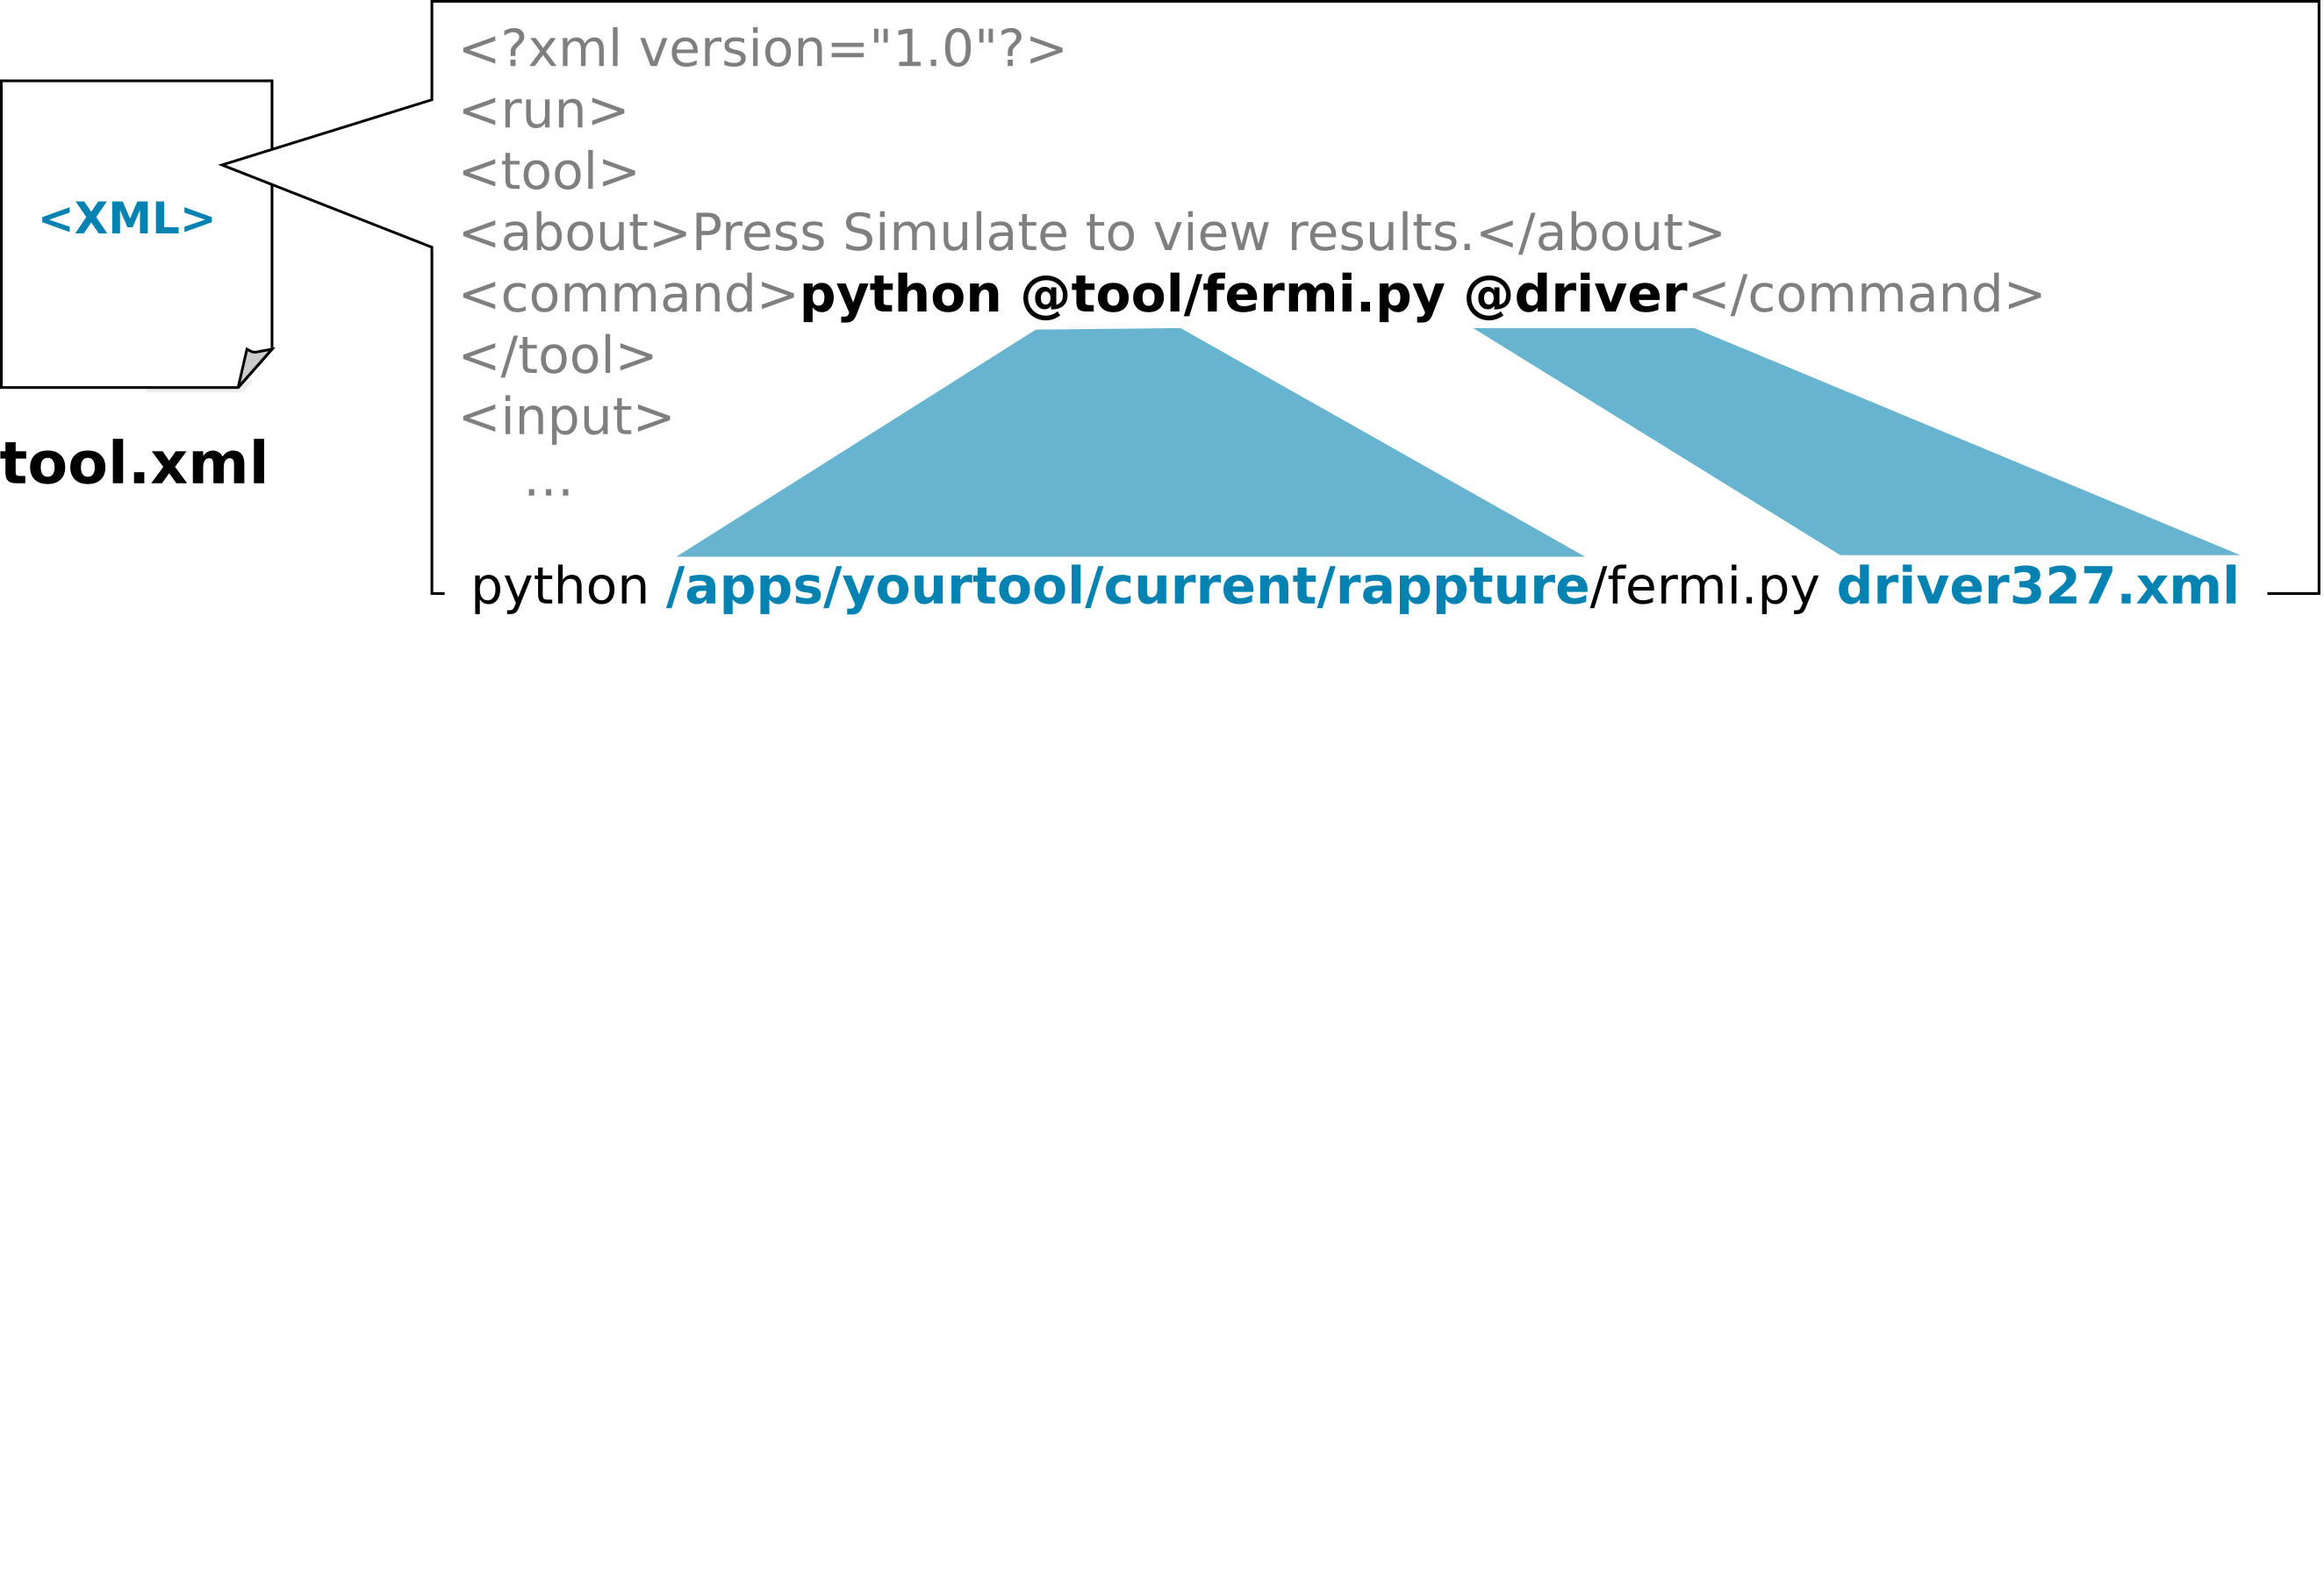 <XML>
tool.xml
<?xml version="1.0"?>
<run>
<tool>
<about>Press Simulate to view results.</about>
<command>python @tool/fermi.py @driver</command>
</tool>
<input>
...
python /apps/yourtool/current/rappture/fermi.py driver327.xml